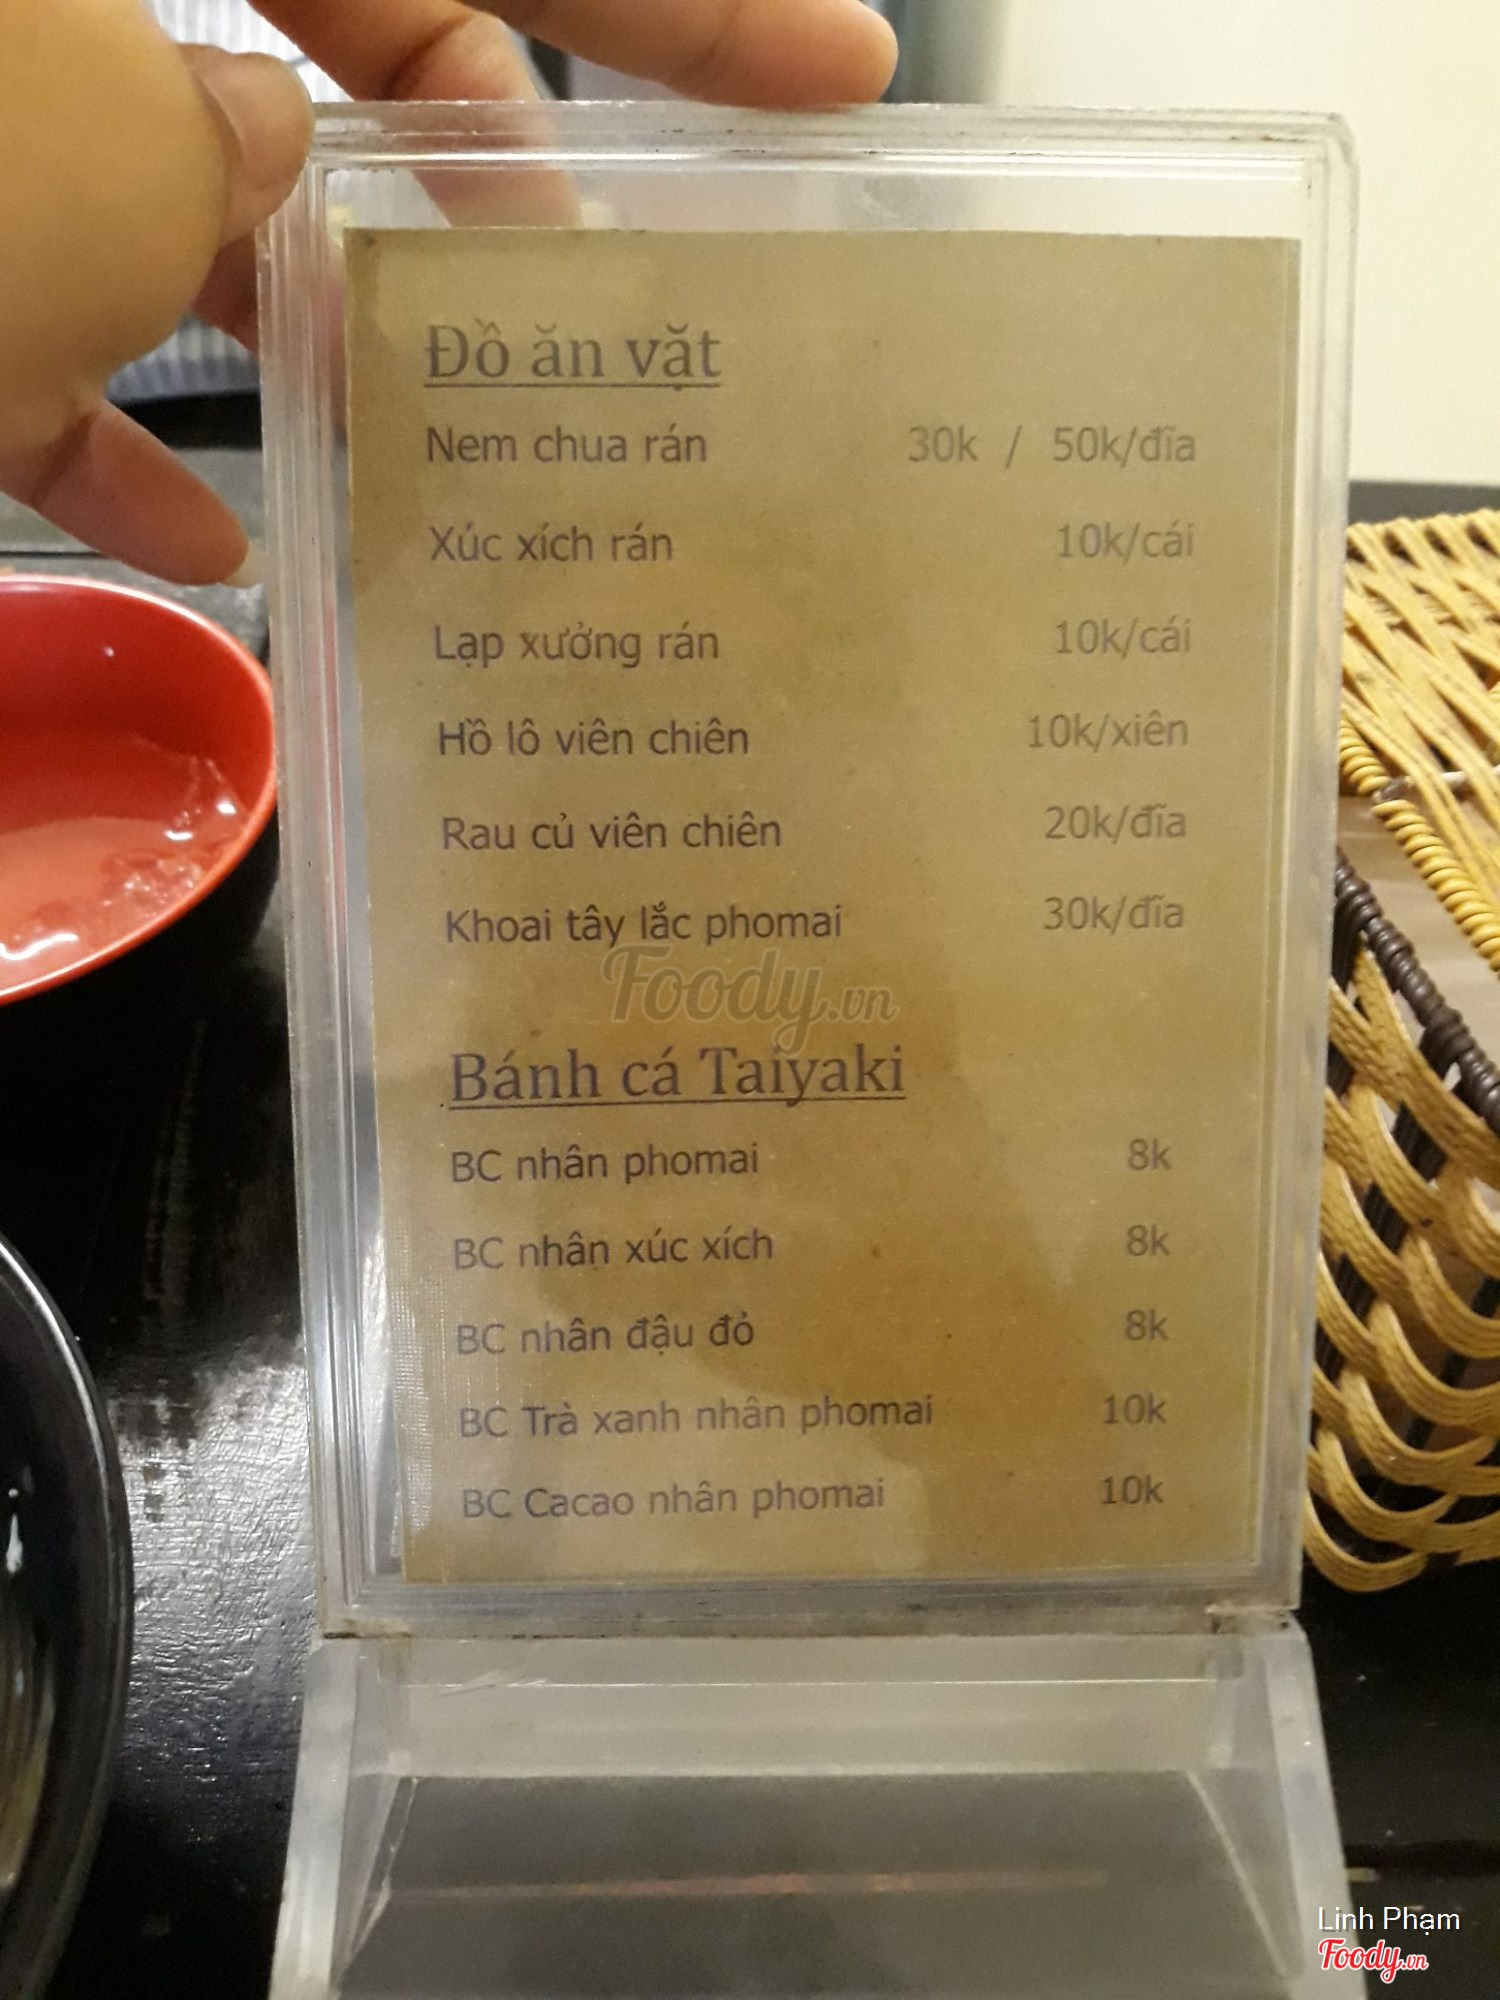 Đồ ăn vặt
Nem chua rán 30k / 50k/đĩa
Xúc xích rán 10k/cái
Lạp xưởng rán 10k/cái
Hồ lô viên chiên 10k/xiên
Rau củ viên chiên 20k/đĩa
Khoai tây lắc phomai 30k/đĩa
Foody.vn
Bánh cá Taiyaki
BC nhân phomai 8k
BC nhân xúc xích 8k
BC nhân đậu đỏ 8k
BC Trà xanh nhân phomai 10k
BC Cacao nhân phomai 10k
Linh Phạm
Foody.vn